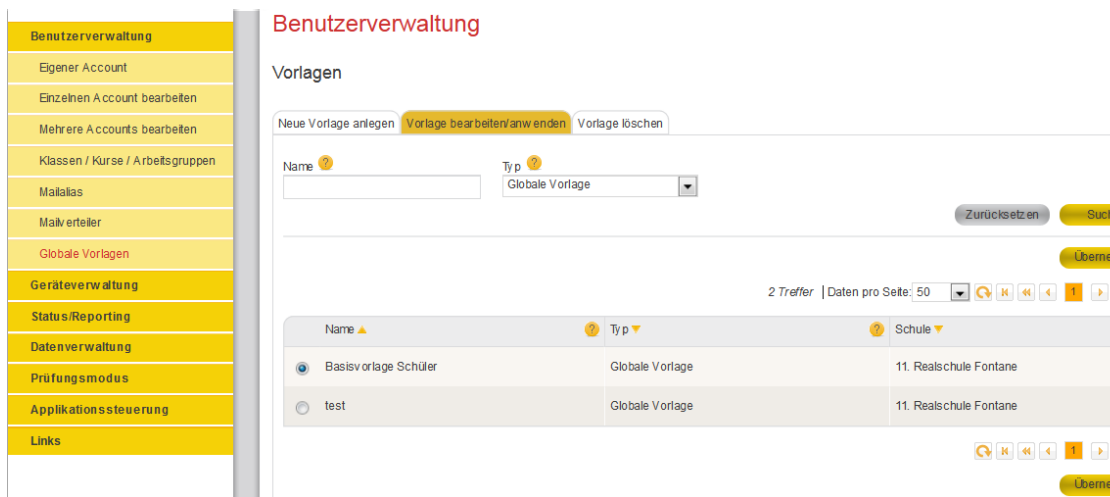 Benutzerverwaltung
Eigener Account
Einzelnen Account bearbeiten
Mehrere Accounts bearbeiten
Klassen / Kurse / Arbeitsgruppen
Mailalias
Mailverteiler
Globale Vorlagen
Geräteverwaltung
Status/Reporting
Datenverwaltung
Prüfungsmodus
Applikationssteuerung
Links
Benutzerverwaltung
Vorlagen
Neue Vorlage anlegen Vorlage bearbeiten/anwenden Vorlage löschen
Name ? Typ ?
Globale Vorlage
Zurücksetzen Such
Überne
2 Treffer | Daten pro Seite: 50 1
Name ? Typ ? Schule
Basisvorlage Schüler Globale Vorlage 11. Realschule Fontane
test Globale Vorlage 11. Realschule Fontane
1
Überne